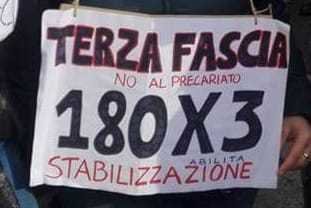 TERZA FASCIA
NO AL PRECARIATO
180X3
ABILITA
STABILIZZAZIONE